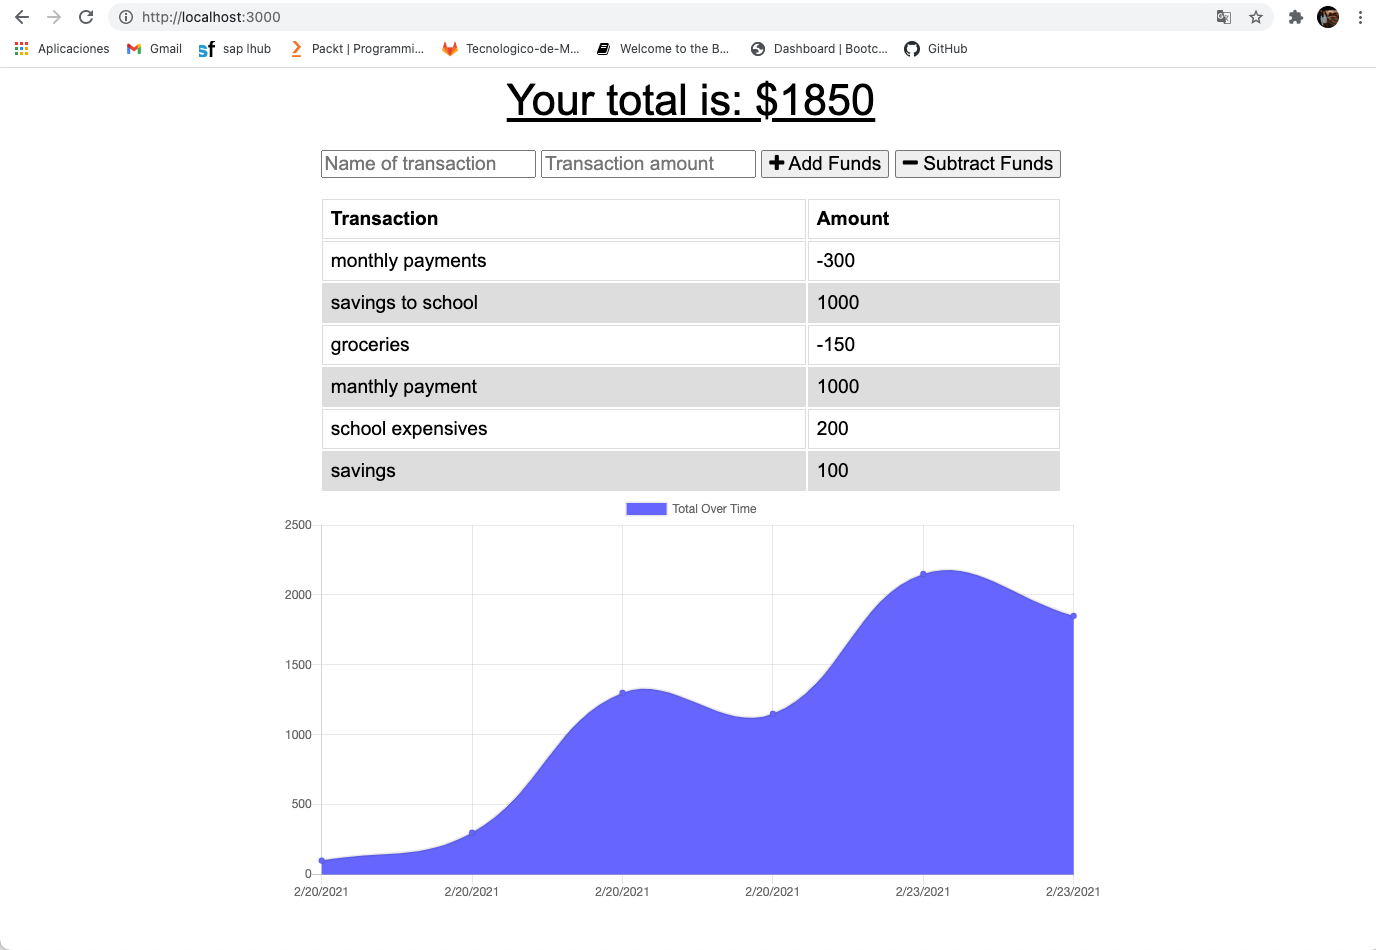 http://localhost:3000
Aplicaciones Gmail sap lhub Packt | Programmi... Tecnologico-de-M... Welcome to the B... Dashboard | Bootc... GitHub
Your total is: $1850
Name of transaction Transaction amount Add Funds Subtract Funds
Transaction Amount
monthly payments -300
savings to school 1000
groceries -150
manthly payment 1000
school expensives 200
savings 100
Total Over Time
2500
2000
1500
1000
500
0
2/20/2021 2/20/2021 2/20/2021 2/20/2021 2/23/2021 2/23/2021